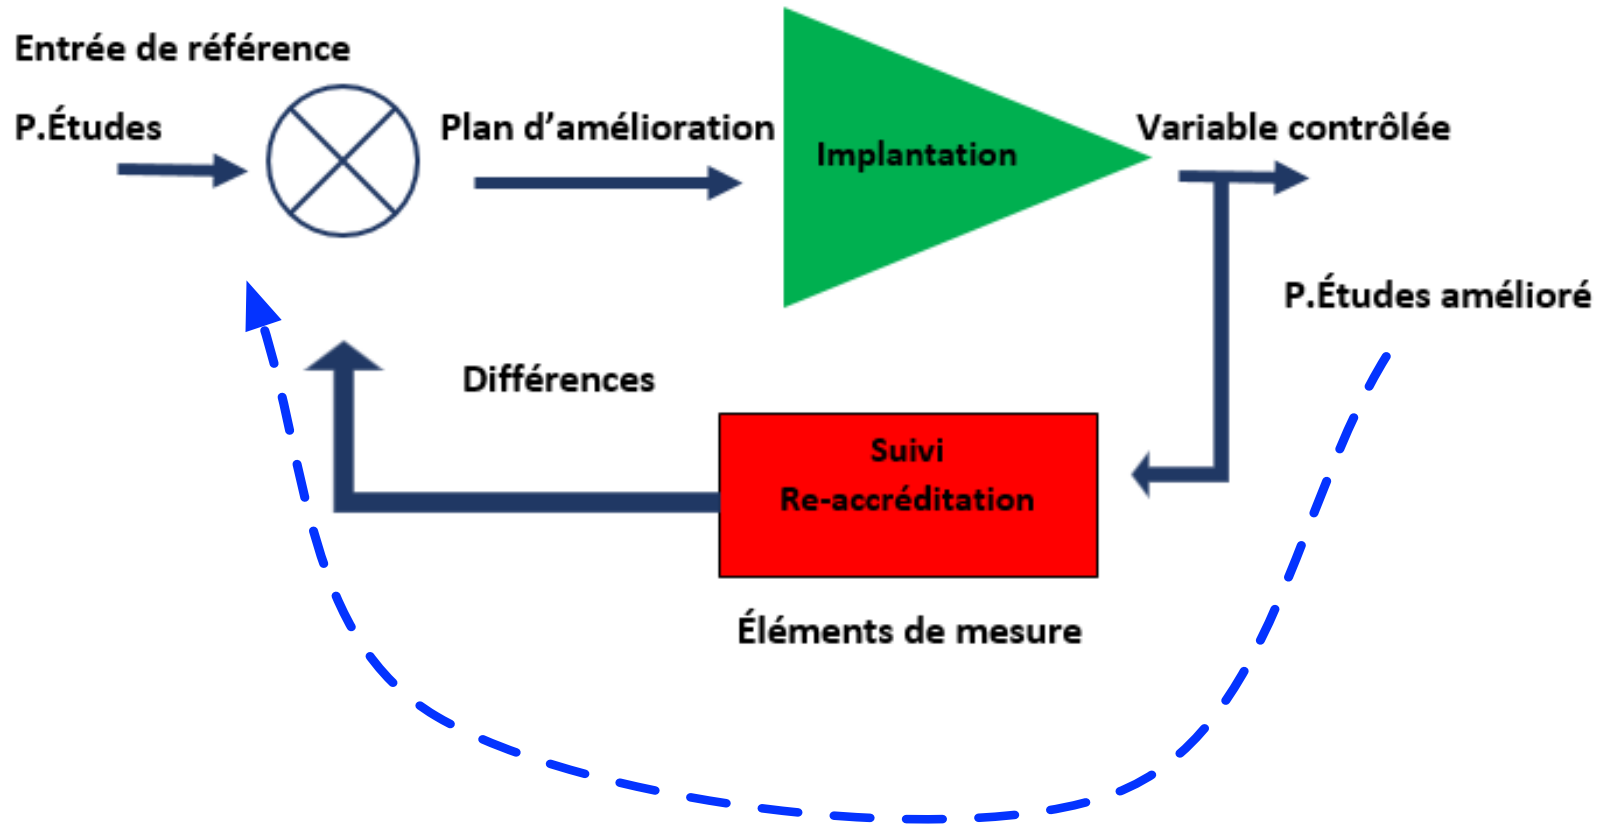 Entrée de référence
P.Études
Plan d’amélioration
Implantation
Variable contrôlée
P.Études amélioré
Différences
Suivi
Re-accréditation
Éléments de mesure